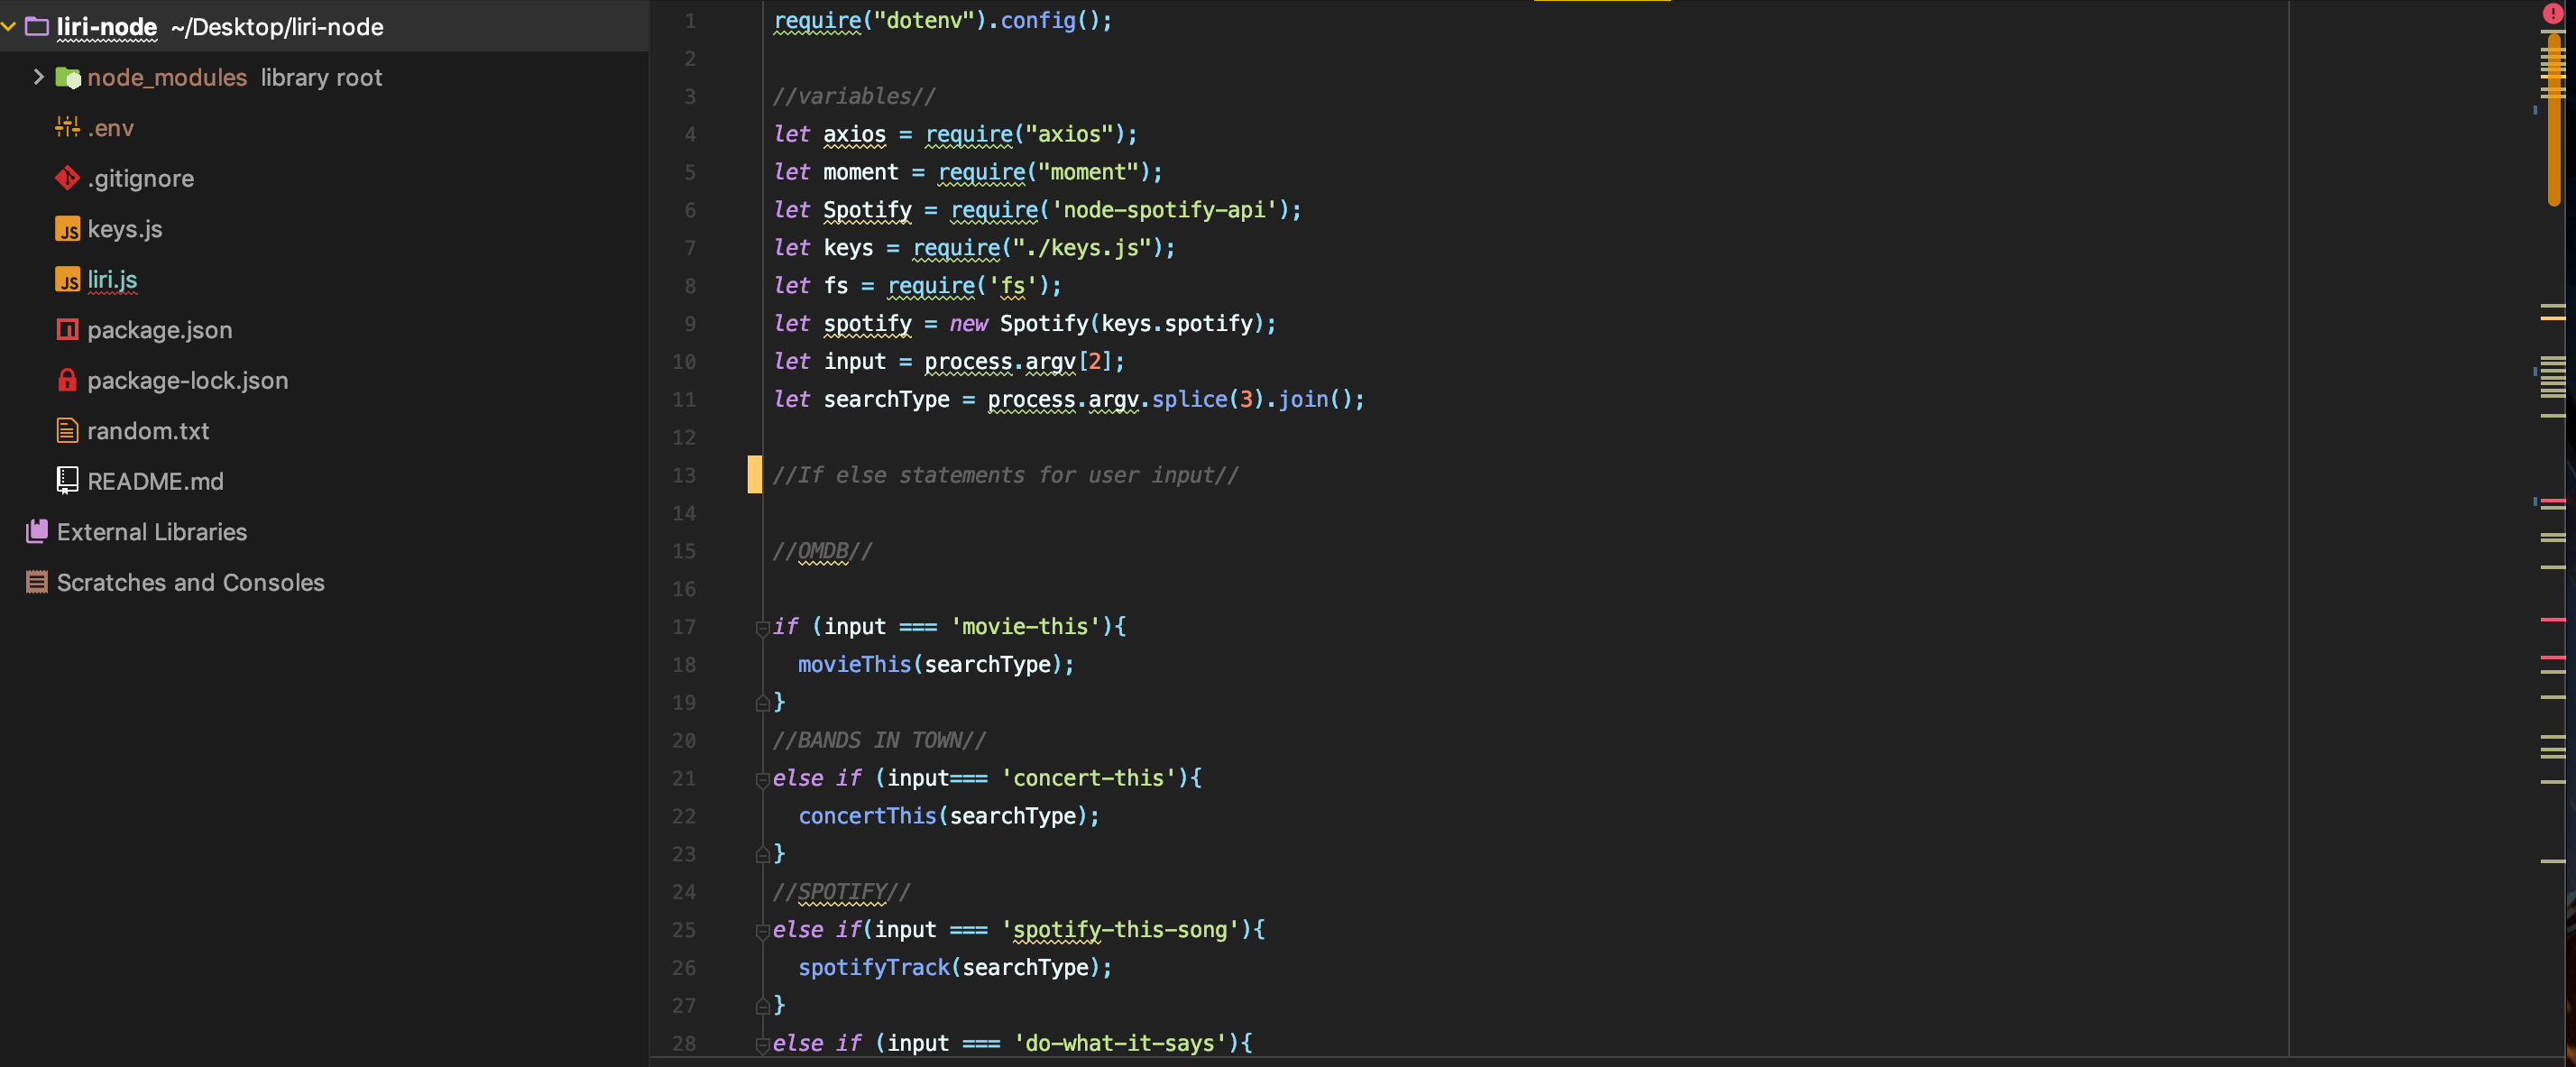 liri-node ~/Desktop/liri-node
node_modules library root
.env
.gitignore
keys.js
liri.js
package.json
package-lock.json
random.txt
README.md
External Libraries
Scratches and Consoles
1 require("dotenv").config();
2
3 //variables//
4 let axios = require("axios");
5 let moment = require("moment");
6 let Spotify = require('node-spotify-api');
7 let keys = require("./keys.js");
8 let fs = require('fs');
9 let spotify = new Spotify(keys.spotify);
10 let input = process.argv[2];
11 let searchType = process.argv.splice(3).join();
12
13 //If else statements for user input//
14
15 //OMDB//
16
17 if (input === 'movie-this'){
18 movieThis(searchType);
19 }
20 //BANDS IN TOWN//
21 else if (input=== 'concert-this'){
22 concertThis(searchType);
23 }
24 //SPOTIFY//
25 else if(input === 'spotify-this-song'){
26 spotifyTrack(searchType);
27 }
28 else if (input === 'do-what-it-says'){